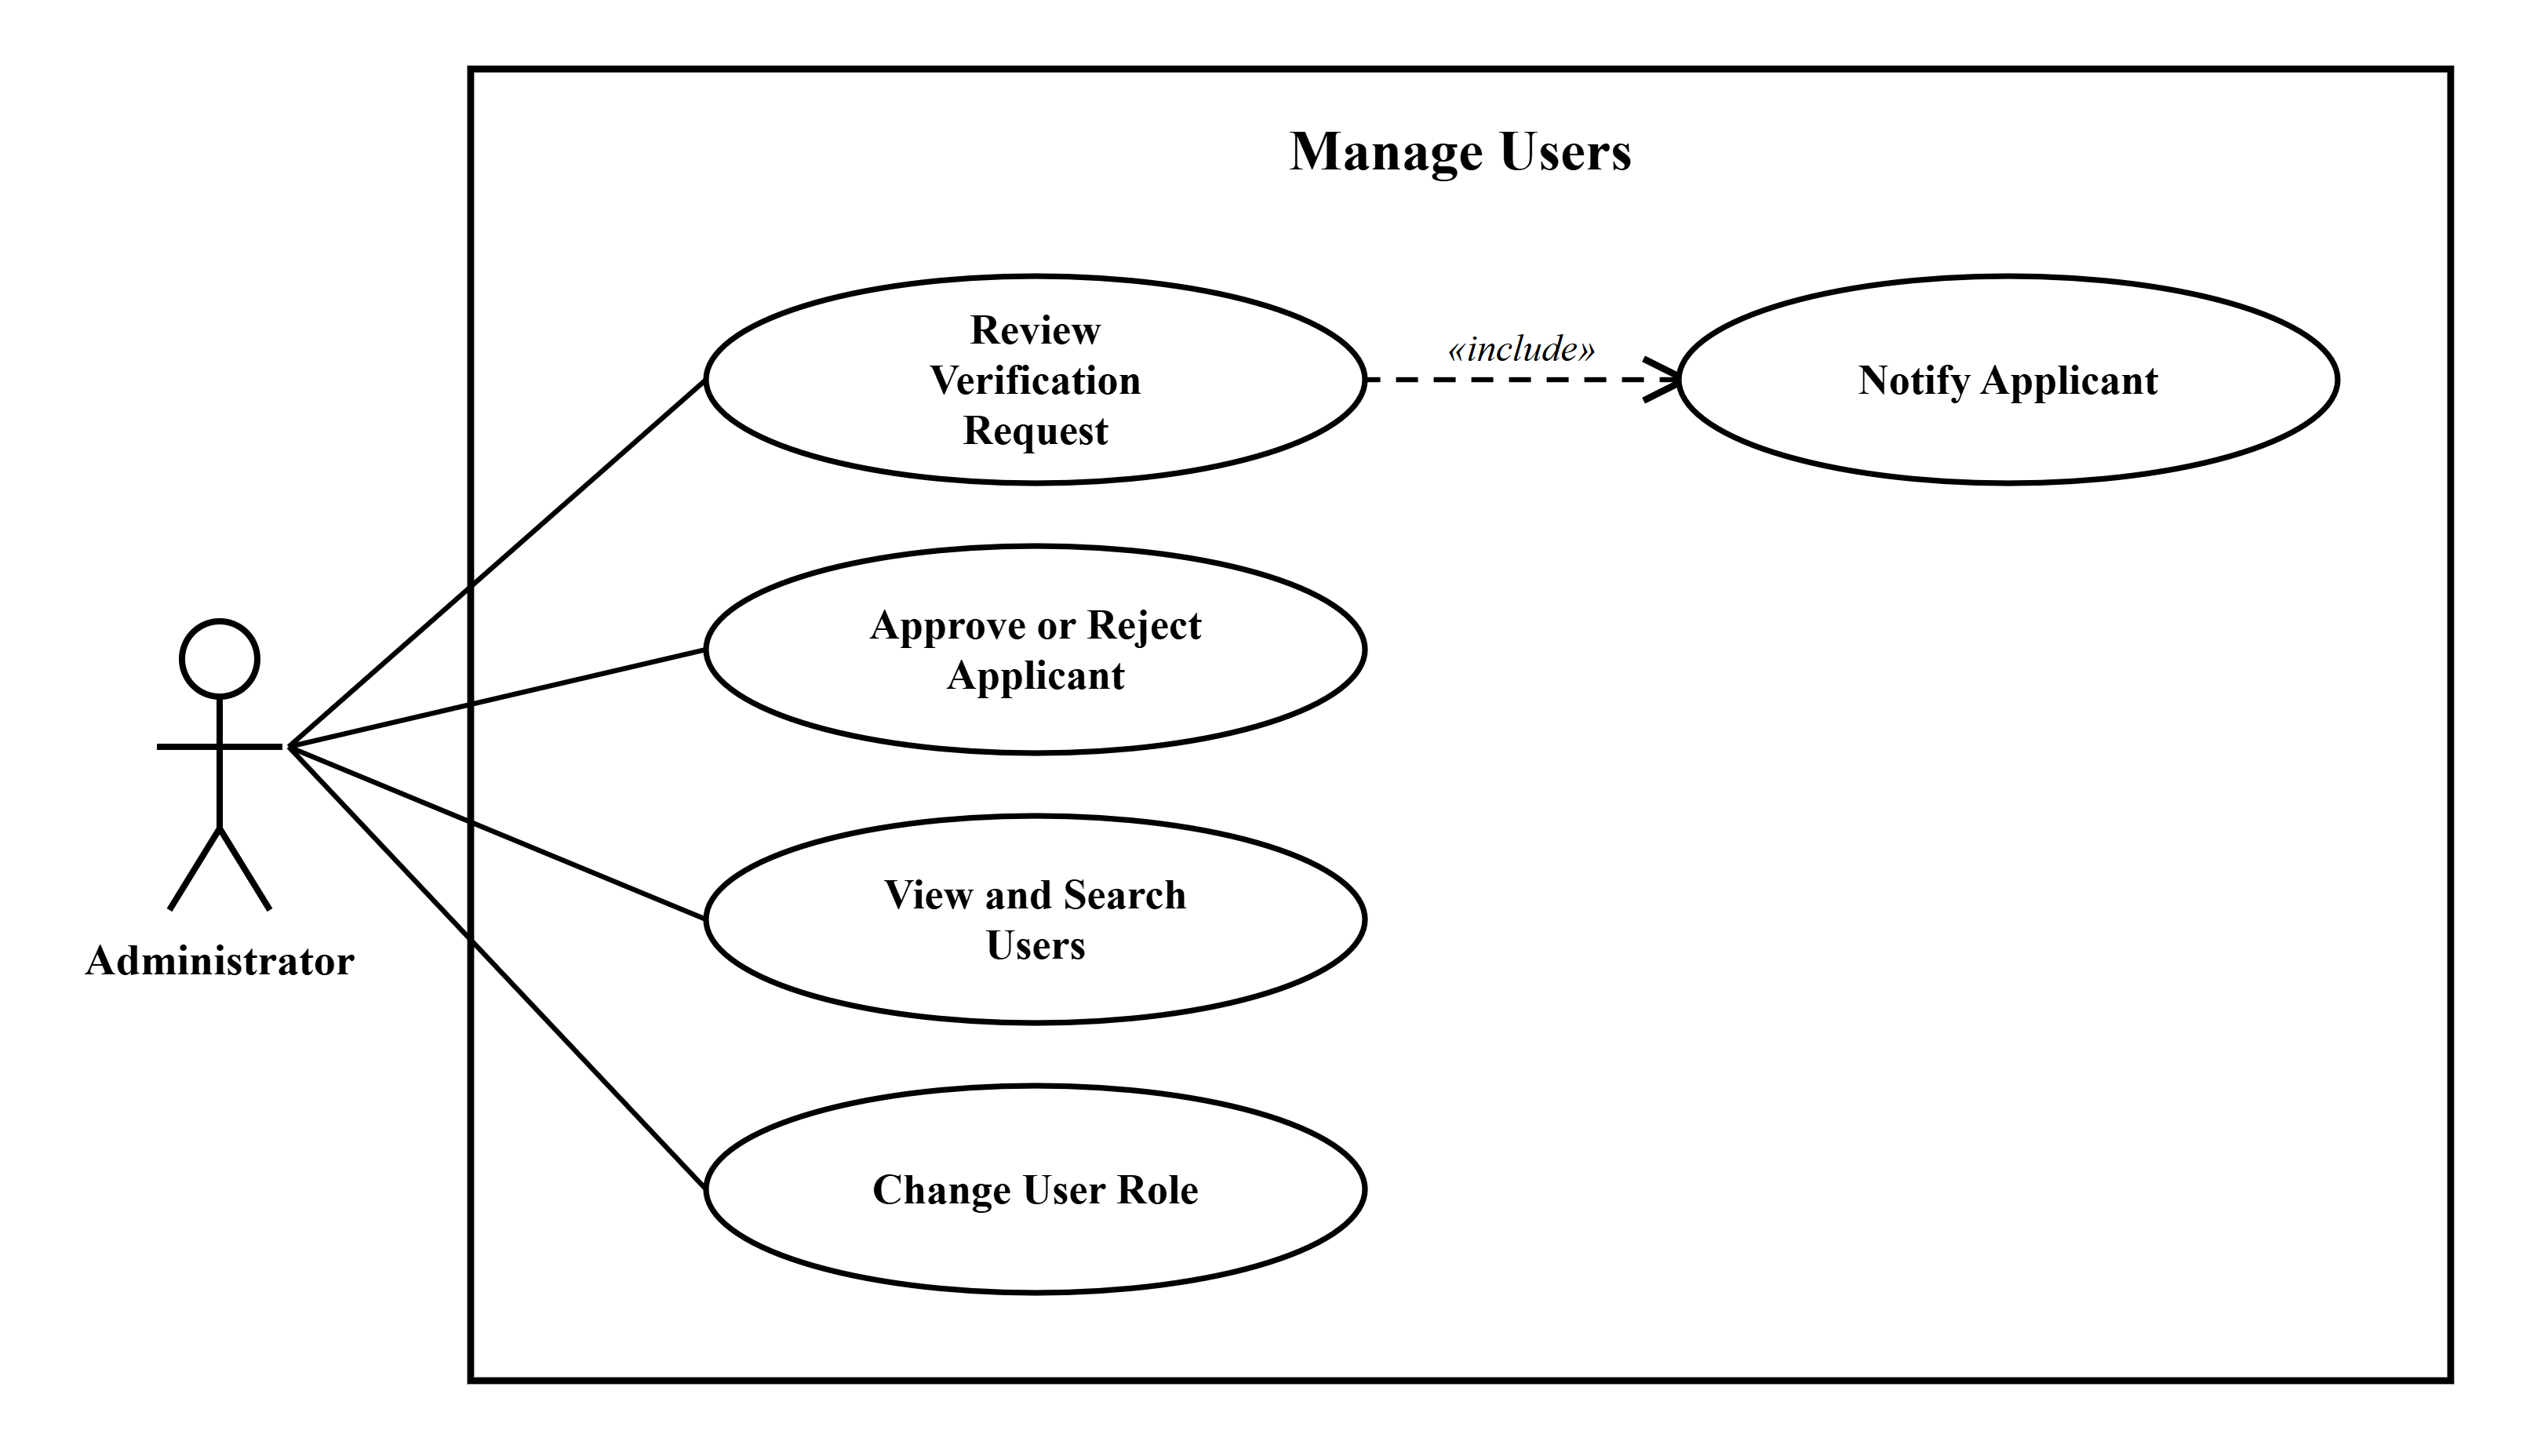 Manage Users
Review
Verification
Request
«include»
Notify Applicant
Approve or Reject
Applicant
View and Search
Users
Administrator
Change User Role